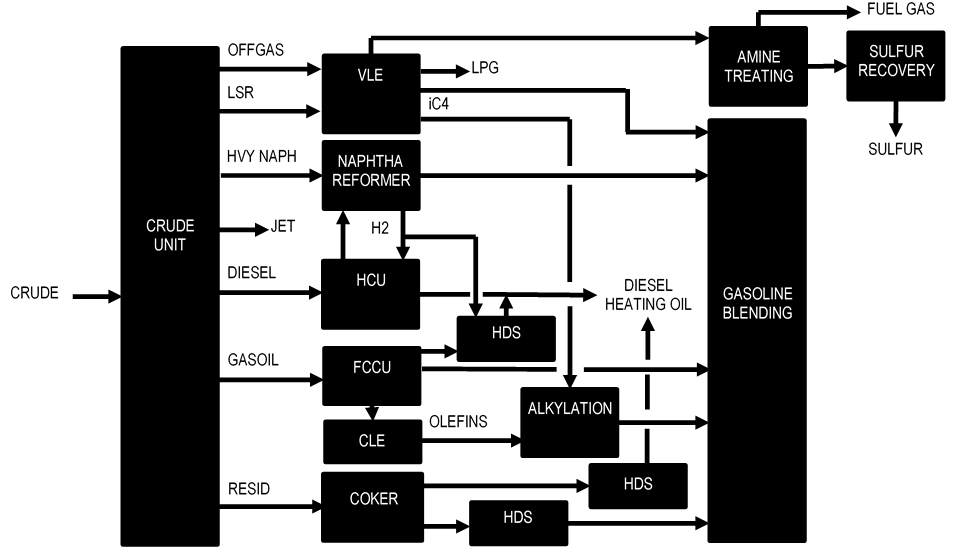 FUEL GAS
OFFGAS
VLE
AMINE
TREATING
SULFUR
RECOVERY
LPG
LSR
iC4
SULFUR
HVY NAPH
NAPHTHA
REFORMER
CRUDE
UNIT
JET
H2
DIESEL
HCU
DIESEL
HEATING OIL
GASOLINE
BLENDING
CRUDE
HDS
GASOIL
FCCU
ALKYLATION
OLEFINS
CLE
RESID
COKER
HDS
HDS